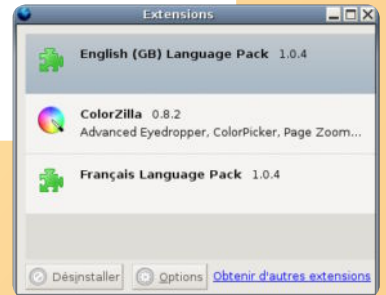 Extensions
English (GB) Language Pack 1.0.4
ColorZilla 0.8.2
Advanced Eyedropper, ColorPicker, Page Zoom...
Français Language Pack 1.0.4
Désinstaller Options Obtenir d'autres extensions